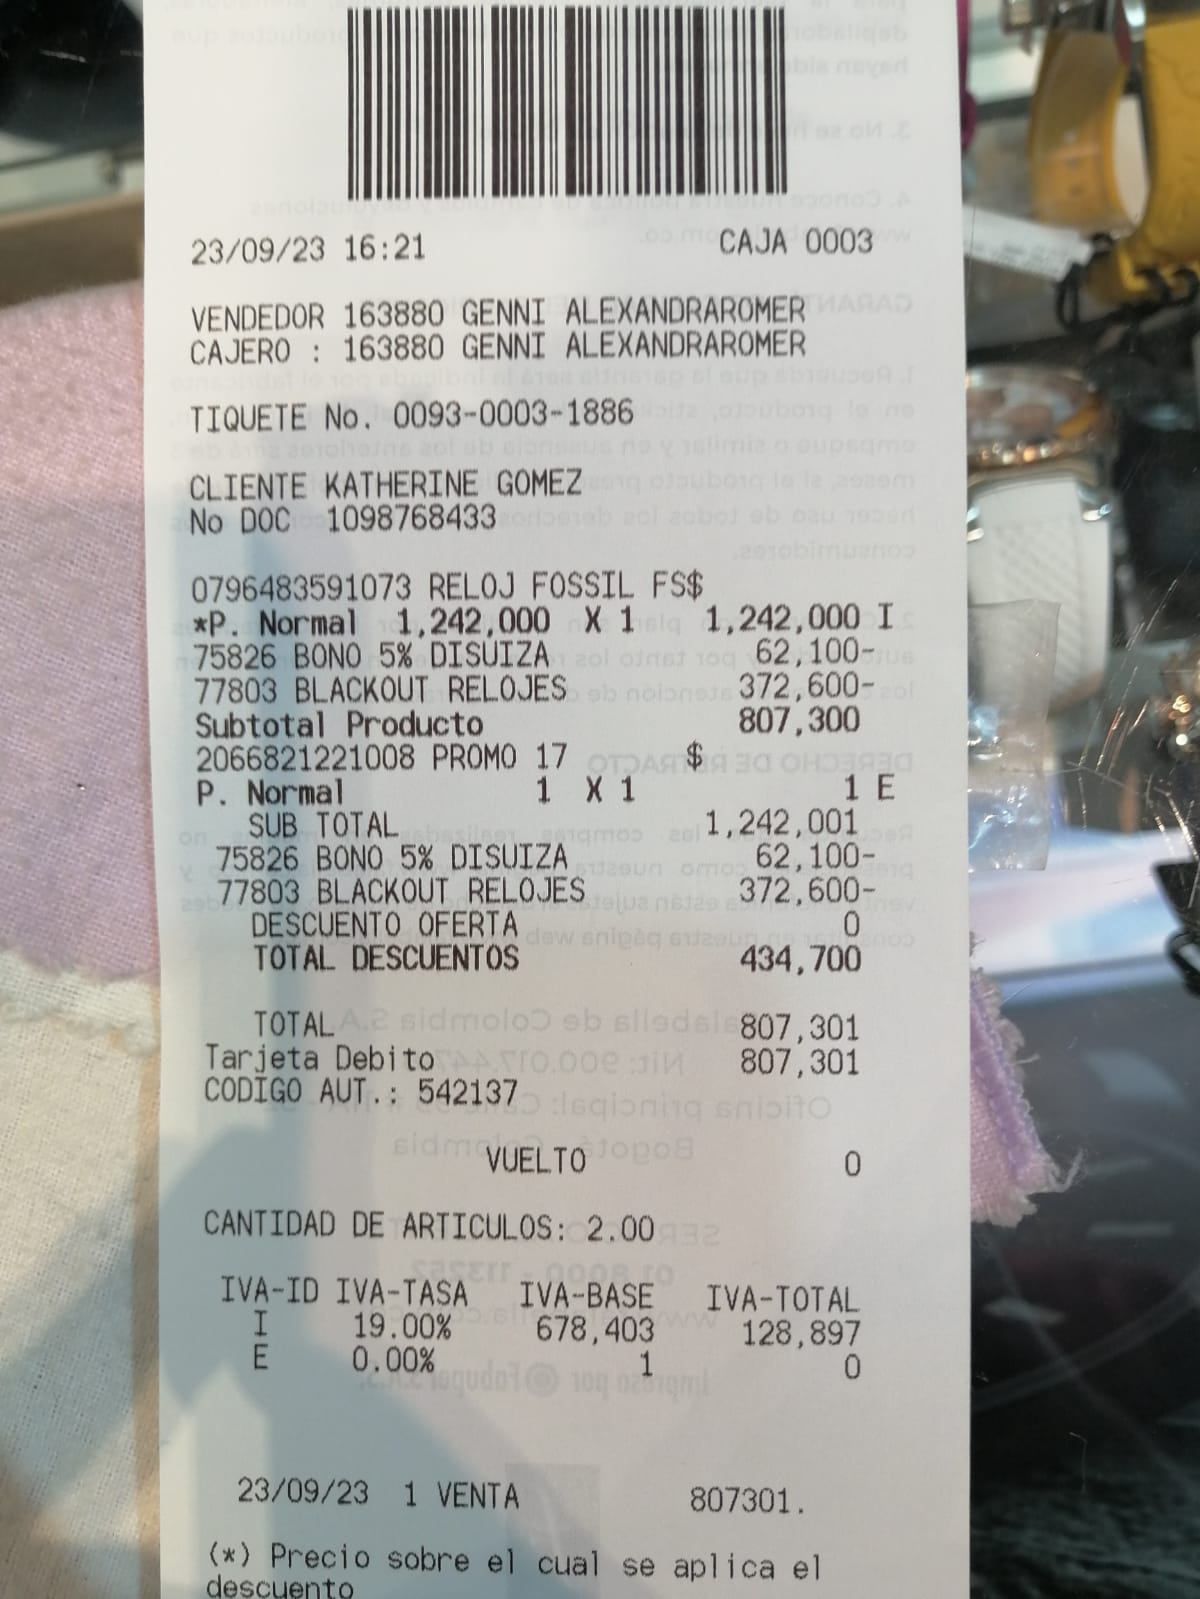 23/09/23 16:21 CAJA 0003
VENDEDOR 163880 GENNI ALEXANDRAROMER
CAJERO : 163880 GENNI ALEXANDRAROMER
TIQUETE No. 0093-0003-1886
CLIENTE KATHERINE GOMEZ
No DOC 1098768433
0796483591073 RELOJ FOSSIL FS$
*P. Normal 1,242,000 X 1 1,242,000 I
75826 BONO 5% DISUIZA 62,100-
77803 BLACKOUT RELOJES 372,600-
Subtotal Producto 807,300
2066821221008 PROMO 17 $
P. Normal 1 X 1 1 E
SUB TOTAL 1,242,001
75826 BONO 5% DISUIZA 62,100-
77803 BLACKOUT RELOJES 372,600-
DESCUENTO OFERTA 0
TOTAL DESCUENTOS 434,700
TOTAL 807,301
Tarjeta Debito 807,301
CODIGO AUT.: 542137
VUELTO 0
CANTIDAD DE ARTICULOS: 2.00
IVA-ID IVA-TASA IVA-BASE IVA-TOTAL
I 19.00% 678,403 128,897
E 0.00% 1 0
23/09/23 1 VENTA 807301.
(*) Precio sobre el cual se aplica el
descuento